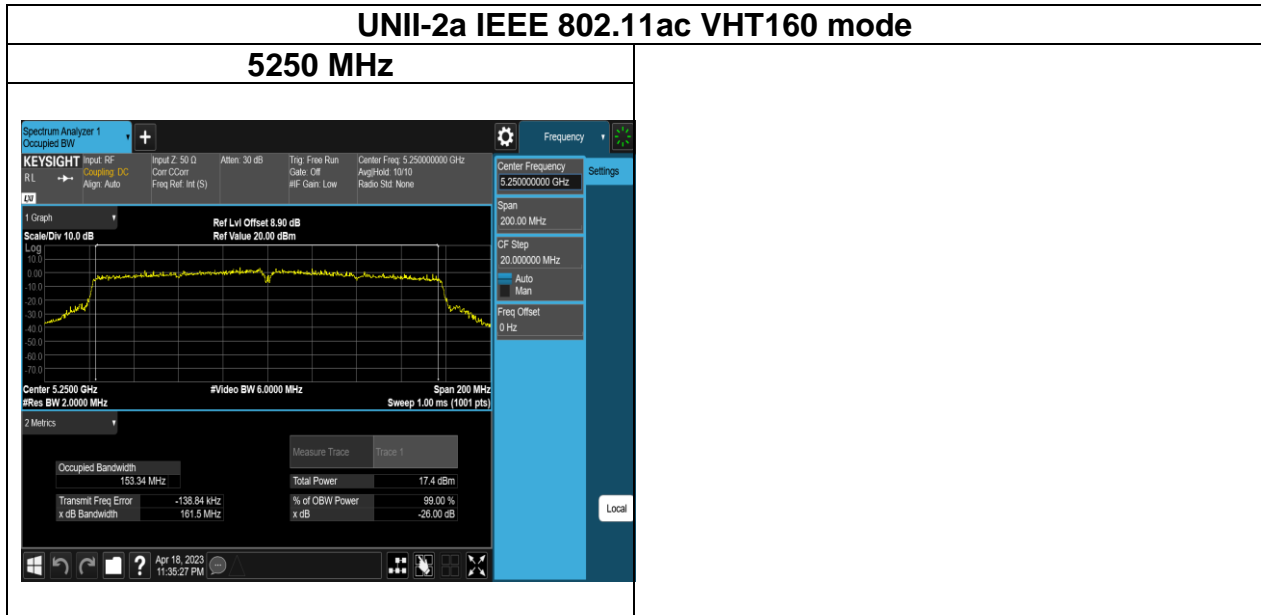 UNII-2a IEEE 802.11ac VHT160 mode
5250 MHz
Spectrum Analyzer 1
Occupied BW
+
Frequency
KEYSIGHT
R L
LXI
Input: RF
Coupling: DC
Align: Auto
Input Z: 50 Ω
Corr CCorr
Freq Ref: Int (S)
Atten: 30 dB
Trig: Free Run
Gate: Off
#IF Gain: Low
Center Freq: 5.250000000 GHz
Avg|Hold: 10/10
Radio Std: None
Center Frequency
5.250000000 GHz
Settings
Span
200.00 MHz
CF Step
20.000000 MHz
Auto
Man
Freq Offset
0 Hz
1 Graph
Scale/Div 10.0 dB
Ref Lvl Offset 8.90 dB
Ref Value 20.00 dBm
Log
10.0
0.00
-10.0
-20.0
-30.0
-40.0
-50.0
-60.0
-70.0
Center 5.2500 GHz
#Video BW 6.0000 MHz
Span 200 MHz
#Res BW 2.0000 MHz
Sweep 1.00 ms (1001 pts)
2 Metrics
Measure Trace Trace 1
Occupied Bandwidth
153.34 MHz
Total Power 17.4 dBm
Transmit Freq Error -138.84 kHz
% of OBW Power 99.00 %
x dB Bandwidth 161.5 MHz
x dB -26.00 dB
Local
?
Apr 18, 2023
11:35:27 PM